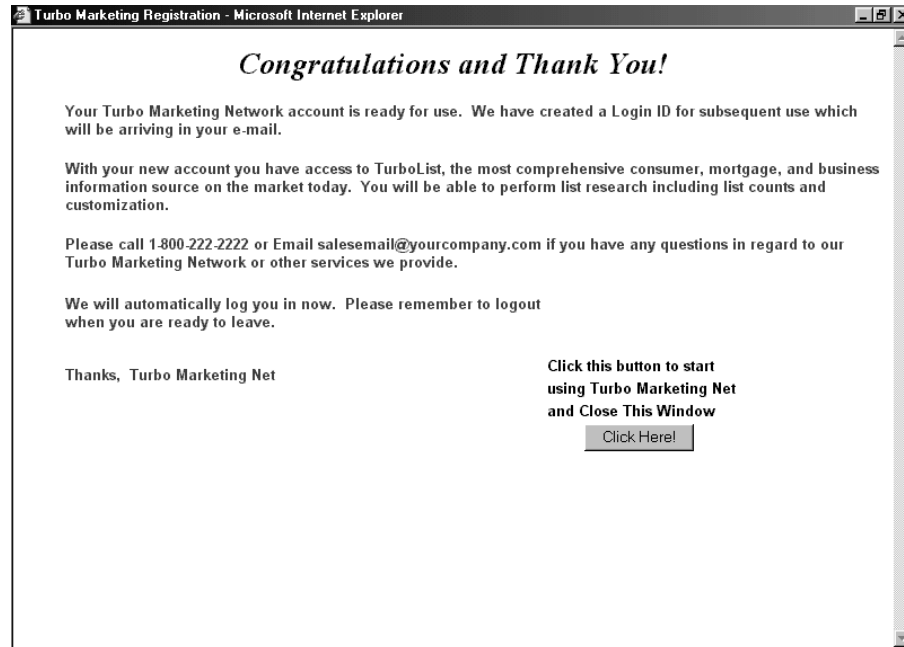 Turbo Marketing Registration - Microsoft Internet Explorer
Congratulations and Thank You!
Your Turbo Marketing Network account is ready for use. We have created a Login ID for subsequent use which
will be arriving in your e-mail.
With your new account you have access to TurboList, the most comprehensive consumer, mortgage, and business
information source on the market today. You will be able to perform list research including list counts and
customization.
Please call 1-800-222-2222 or Email salesemail@yourcompany.com if you have any questions in regard to our
Turbo Marketing Network or other services we provide.
We will automatically log you in now. Please remember to logout
when you are ready to leave.
Thanks, Turbo Marketing Net
Click this button to start
using Turbo Marketing Net
and Close This Window
Click Here!